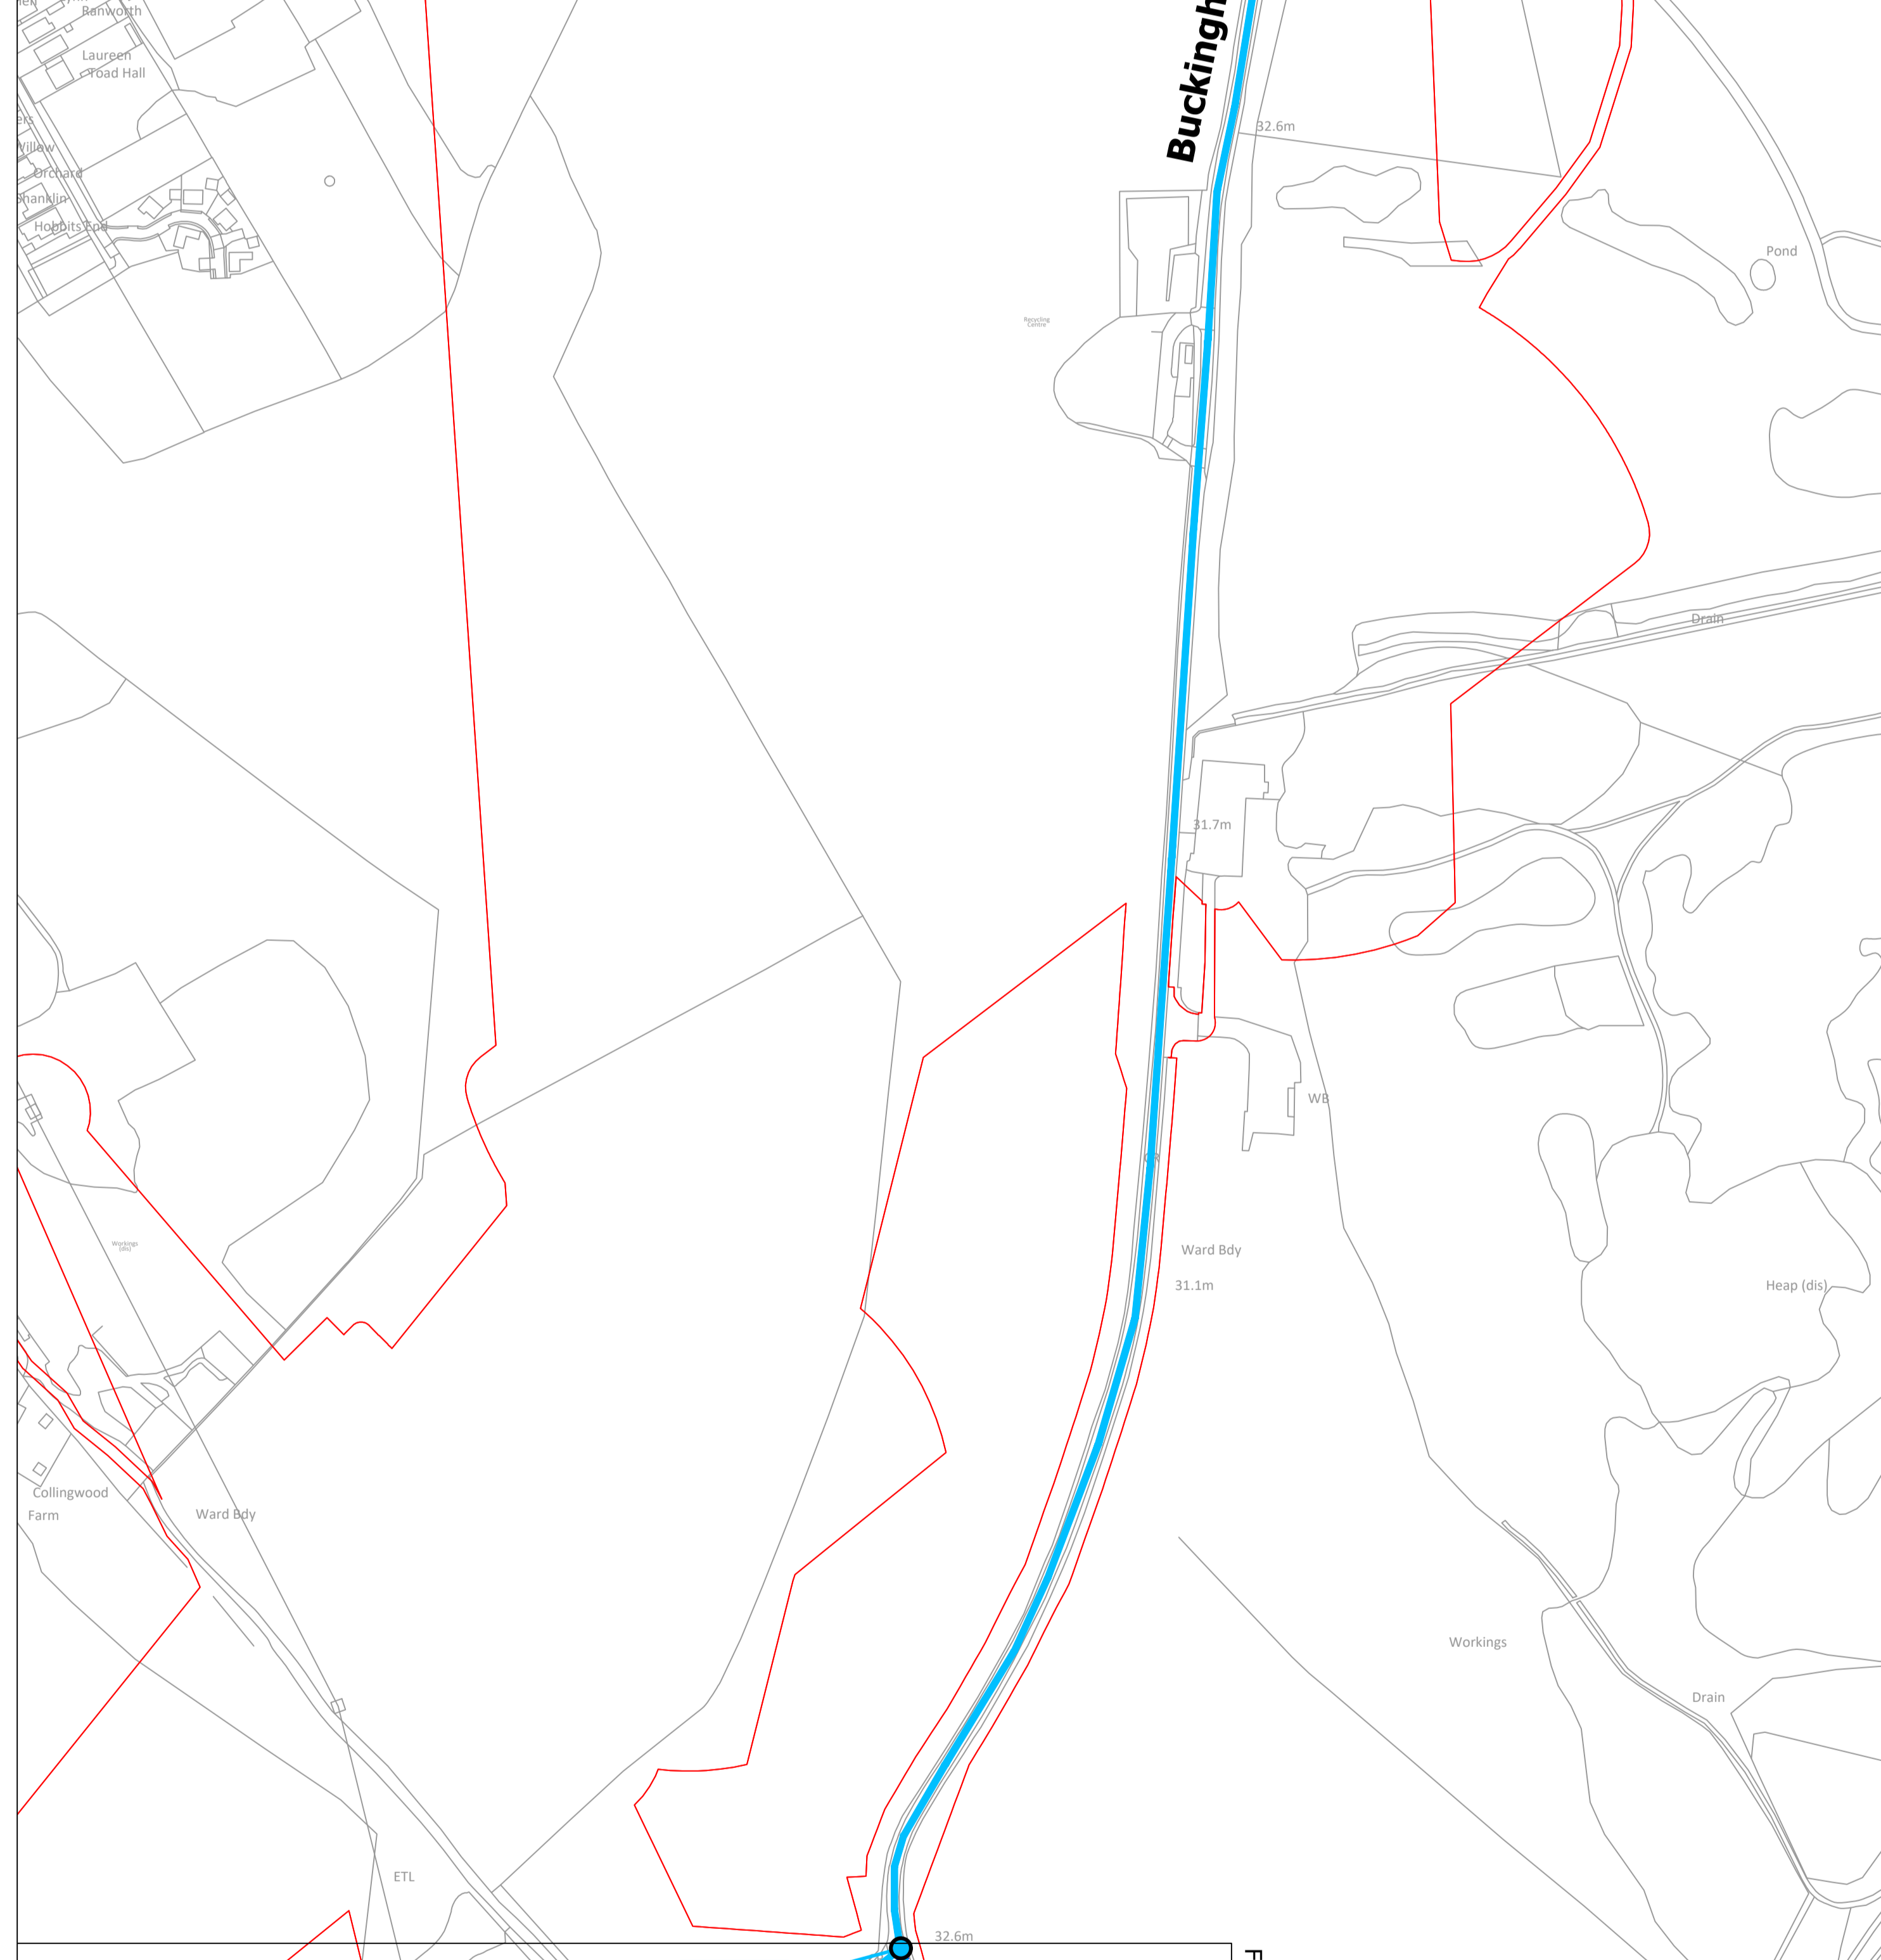 Ranworth
Laureen
Toad Hall
Willow
Orchard
Shanklin
Hobbits End
Buckingh
32.6m
Pond
Recycling
Centre
Drain
31.7m
WB
Ward Bdy
31.1m
Heap (dis)
Workings
(dis)
Collingwood
Farm
Ward Bdy
Workings
Drain
ETL
32.6m